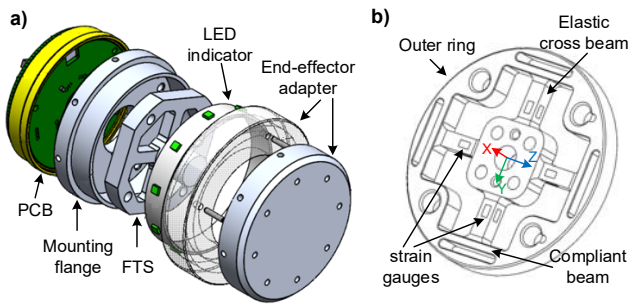 a)
LED
indicator
End-effector
adapter
PCB
Mounting
flange
FTS
b)
Elastic
cross beam
Outer ring
X
Z
Y
strain
gauges
Compliant
beam